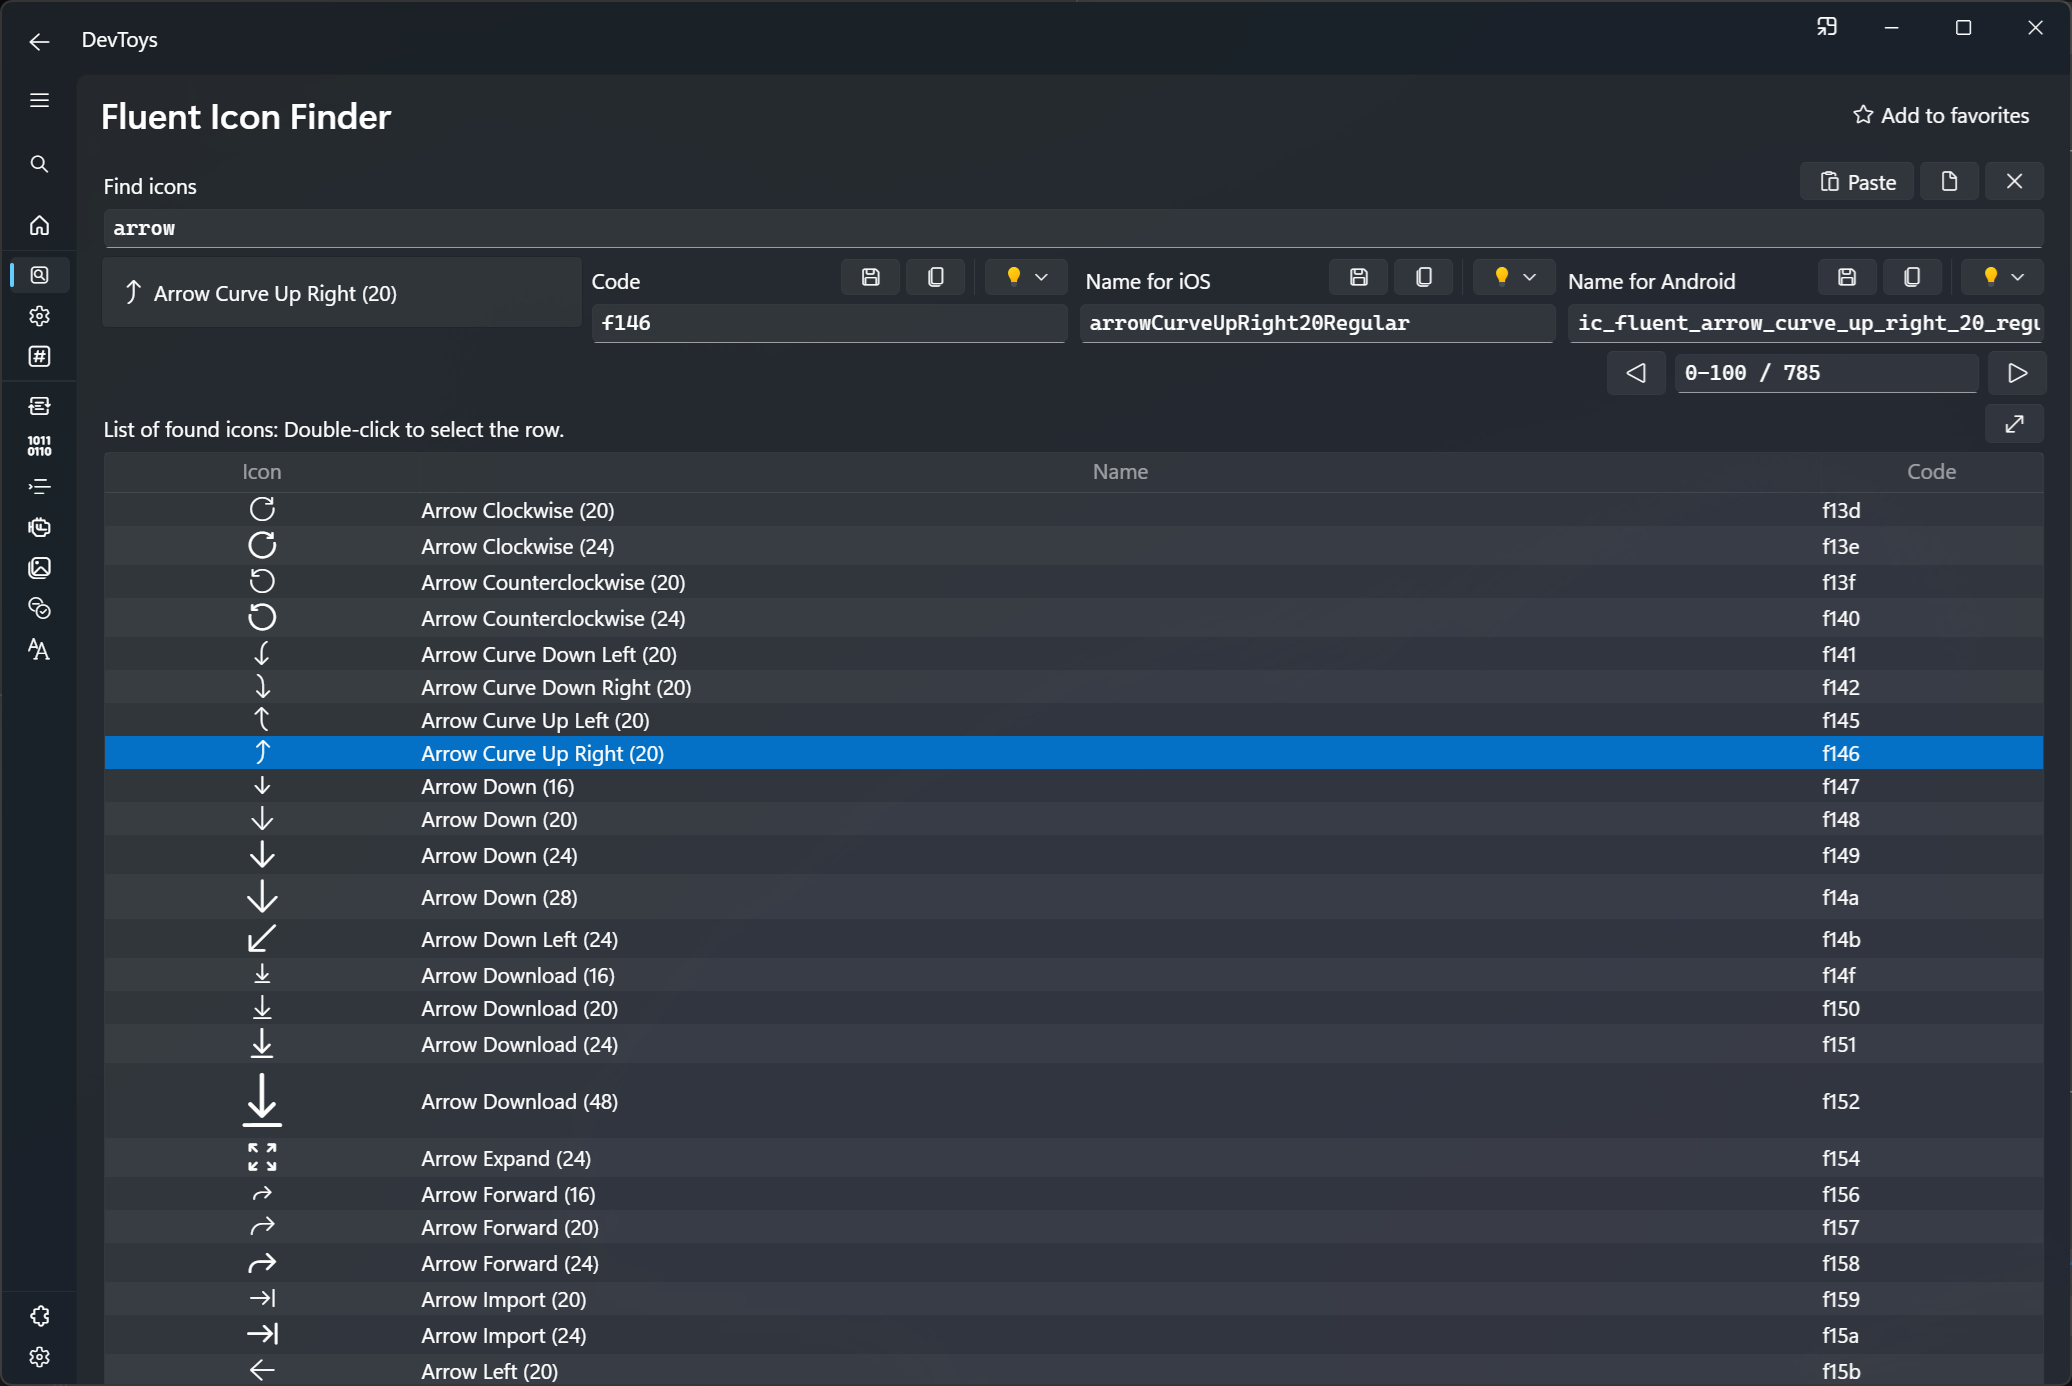 DevToys
Fluent Icon Finder
Add to favorites
Find icons
Paste
arrow
Arrow Curve Up Right (20)
Code
Name for iOS
Name for Android
f146
arrowCurveUpRight20Regular
ic_fluent_arrow_curve_up_right_20_regu
0-100 / 785
List of found icons: Double-click to select the row.
Icon Name Code
Arrow Clockwise (20) f13d
Arrow Clockwise (24) f13e
Arrow Counterclockwise (20) f13f
Arrow Counterclockwise (24) f140
Arrow Curve Down Left (20) f141
Arrow Curve Down Right (20) f142
Arrow Curve Up Left (20) f145
Arrow Curve Up Right (20) f146
Arrow Down (16) f147
Arrow Down (20) f148
Arrow Down (24) f149
Arrow Down (28) f14a
Arrow Down Left (24) f14b
Arrow Download (16) f14f
Arrow Download (20) f150
Arrow Download (24) f151
Arrow Download (48) f152
Arrow Expand (24) f154
Arrow Forward (16) f156
Arrow Forward (20) f157
Arrow Forward (24) f158
Arrow Import (20) f159
Arrow Import (24) f15a
Arrow Left (20) f15b